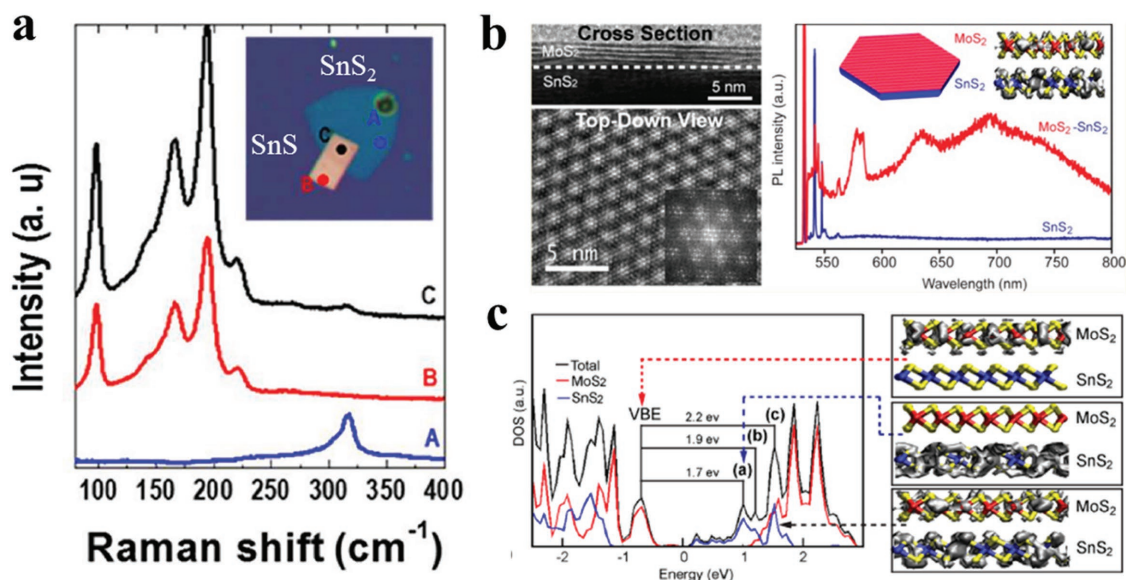 a
Intensity (a. u)
SnS₂
SnS
C
A
B
C
B
A
100 150 200 250 300 350 400
Raman shift (cm⁻¹)
b
Cross Section
MoS₂
SnS₂
5 nm
Top-Down View
5 nm
PL intensity (a.u.)
MoS₂
SnS₂
MoS₂-SnS₂
SnS₂
550 600 650 700 750 800
Wavelength (nm)
c
DOS (a.u.)
Total
MoS₂
SnS₂
VBE
2.2 ev
(c)
1.9 ev
(b)
1.7 ev
(a)
-2 -1 0 1 2
Energy (eV)
MoS₂
SnS₂
MoS₂
SnS₂
MoS₂
SnS₂